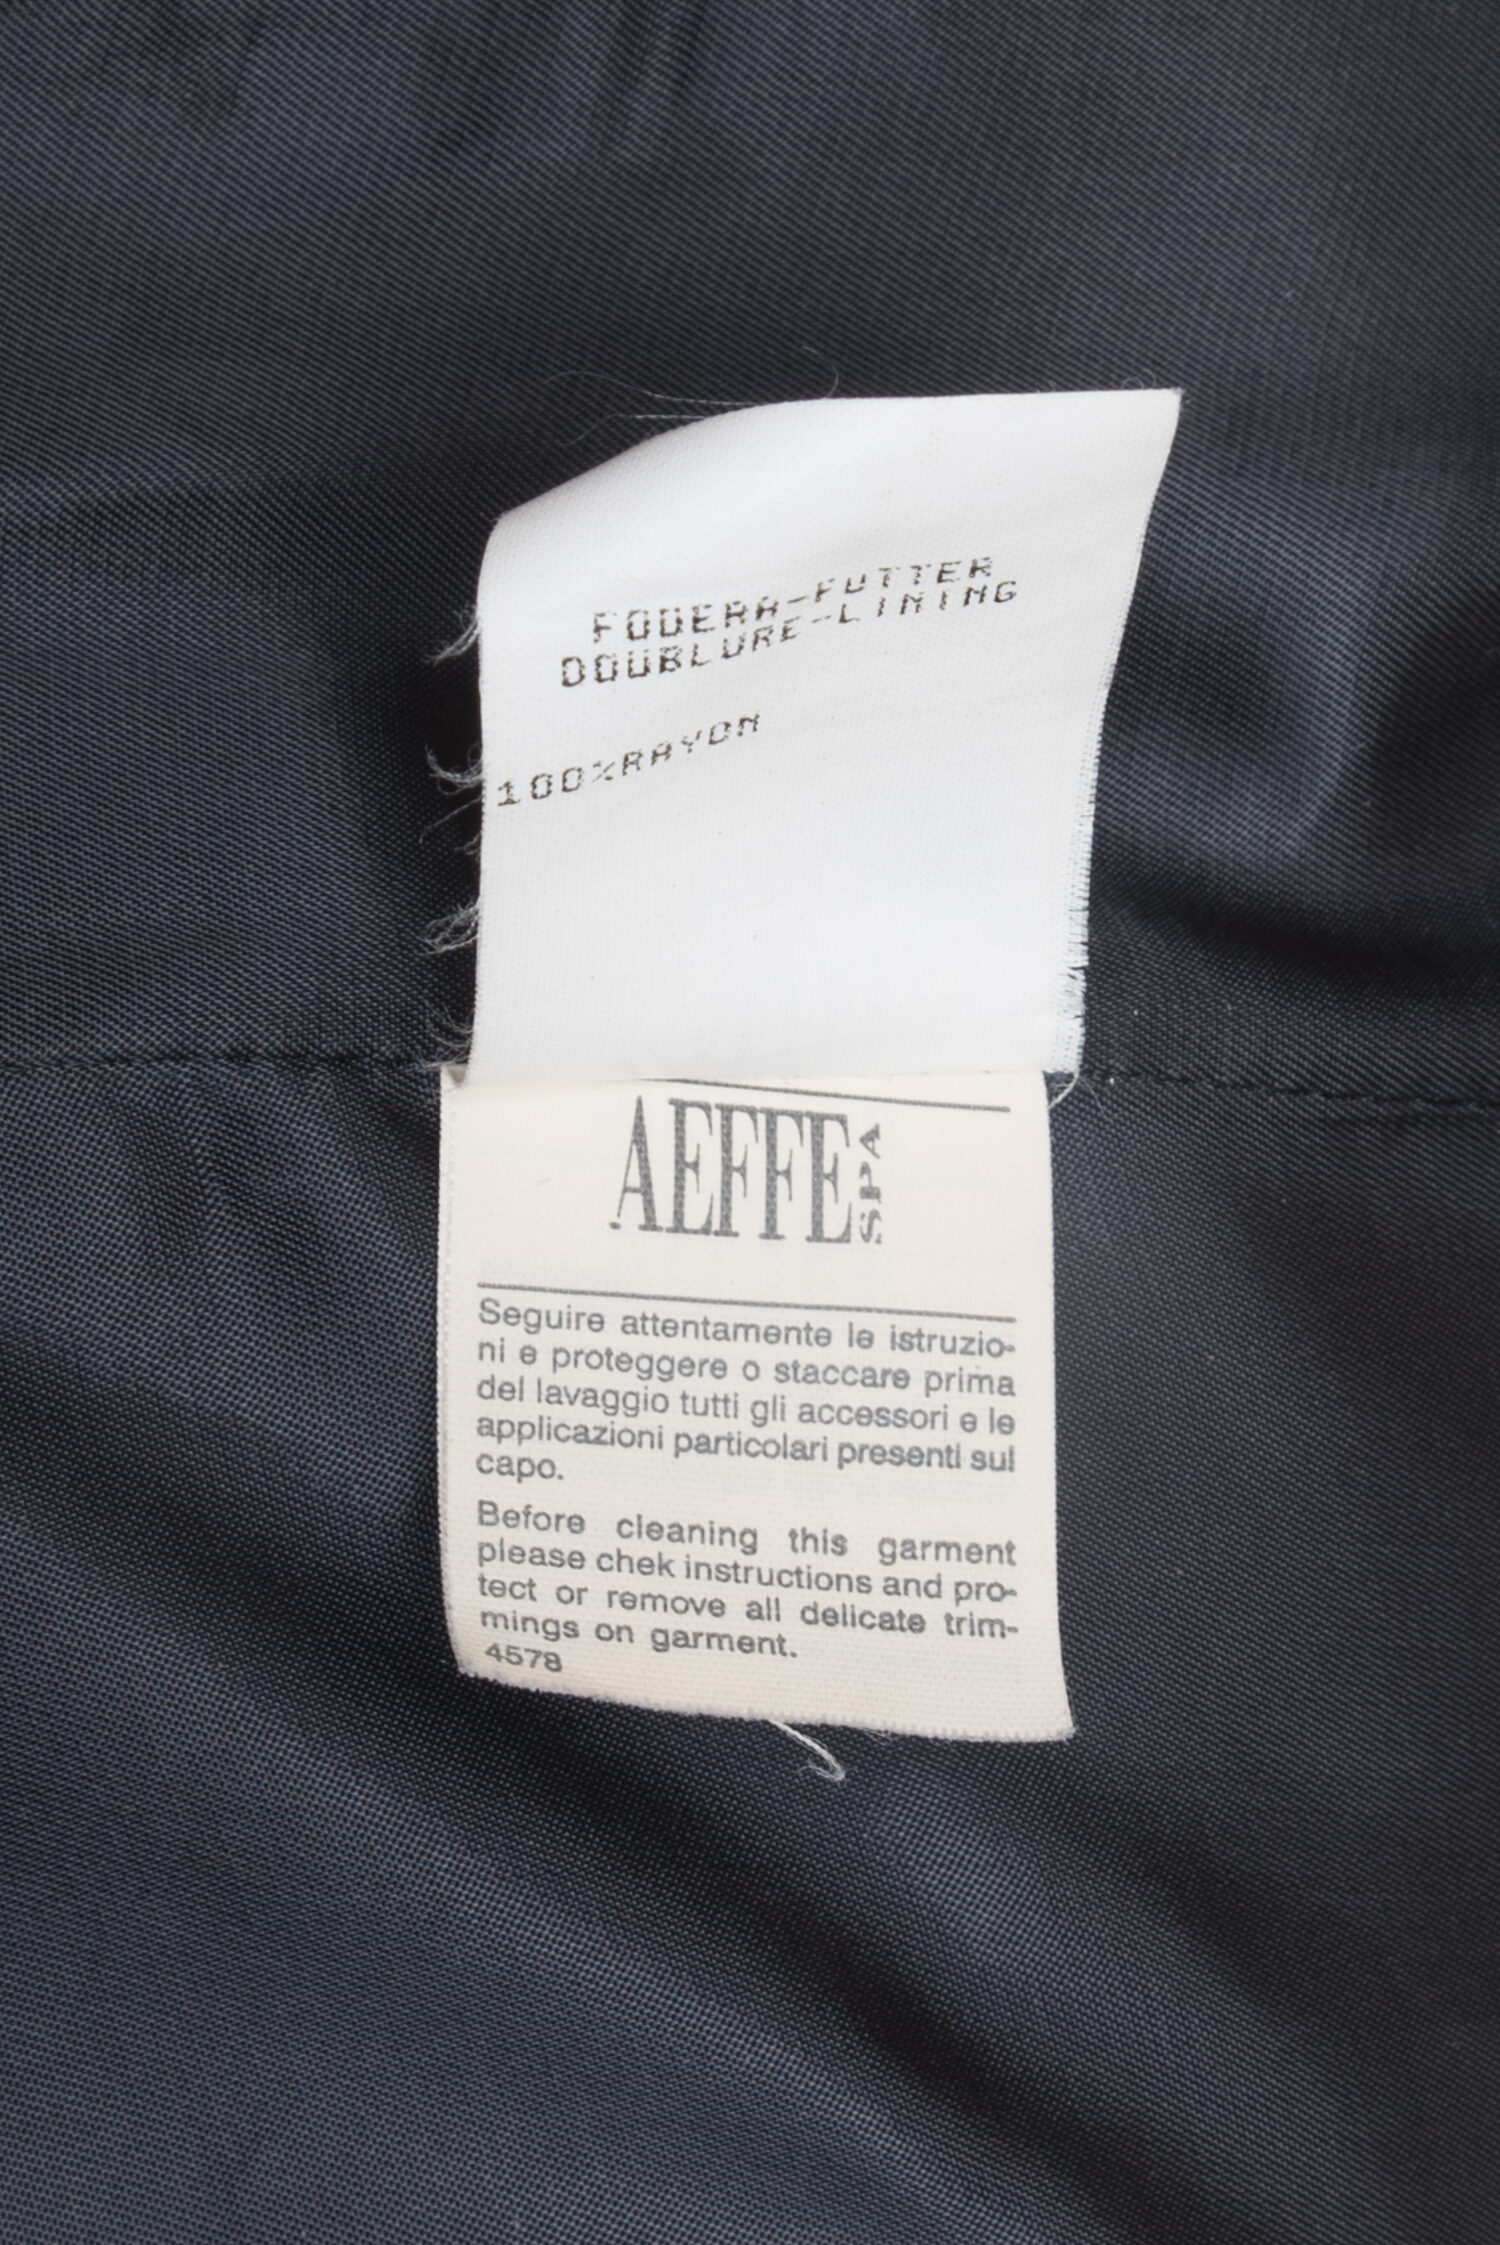 FODERA-FUTTER
DOUBLURE-LINING
100%RAYON
AEFFE SPA
Seguire attentamente le istruzio-
ni e proteggere o staccare prima
del lavaggio tutti gli accessori e le
applicazioni particolari presenti sul
capo.
Before cleaning this garment
please chek instructions and pro-
tect or remove all delicate trim-
mings on garment.
4578